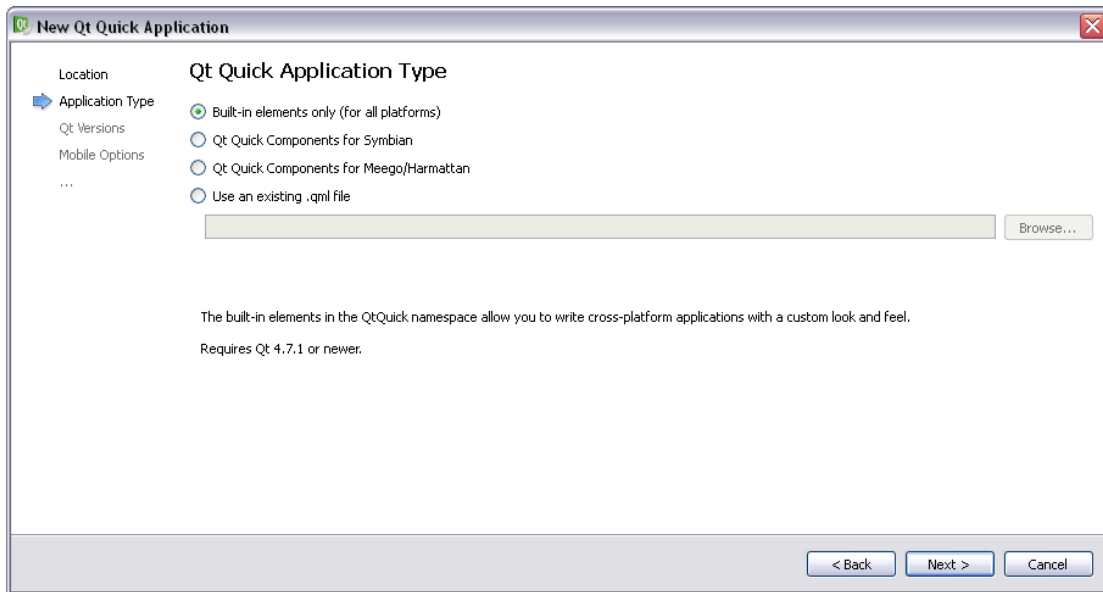 New Qt Quick Application
Location
Application Type
Qt Versions
Mobile Options
...
Qt Quick Application Type
Built-in elements only (for all platforms)
Qt Quick Components for Symbian
Qt Quick Components for Meego/Harmattan
Use an existing .qml file
Browse...
The built-in elements in the QtQuick namespace allow you to write cross-platform applications with a custom look and feel.
Requires Qt 4.7.1 or newer.
< Back
Next >
Cancel